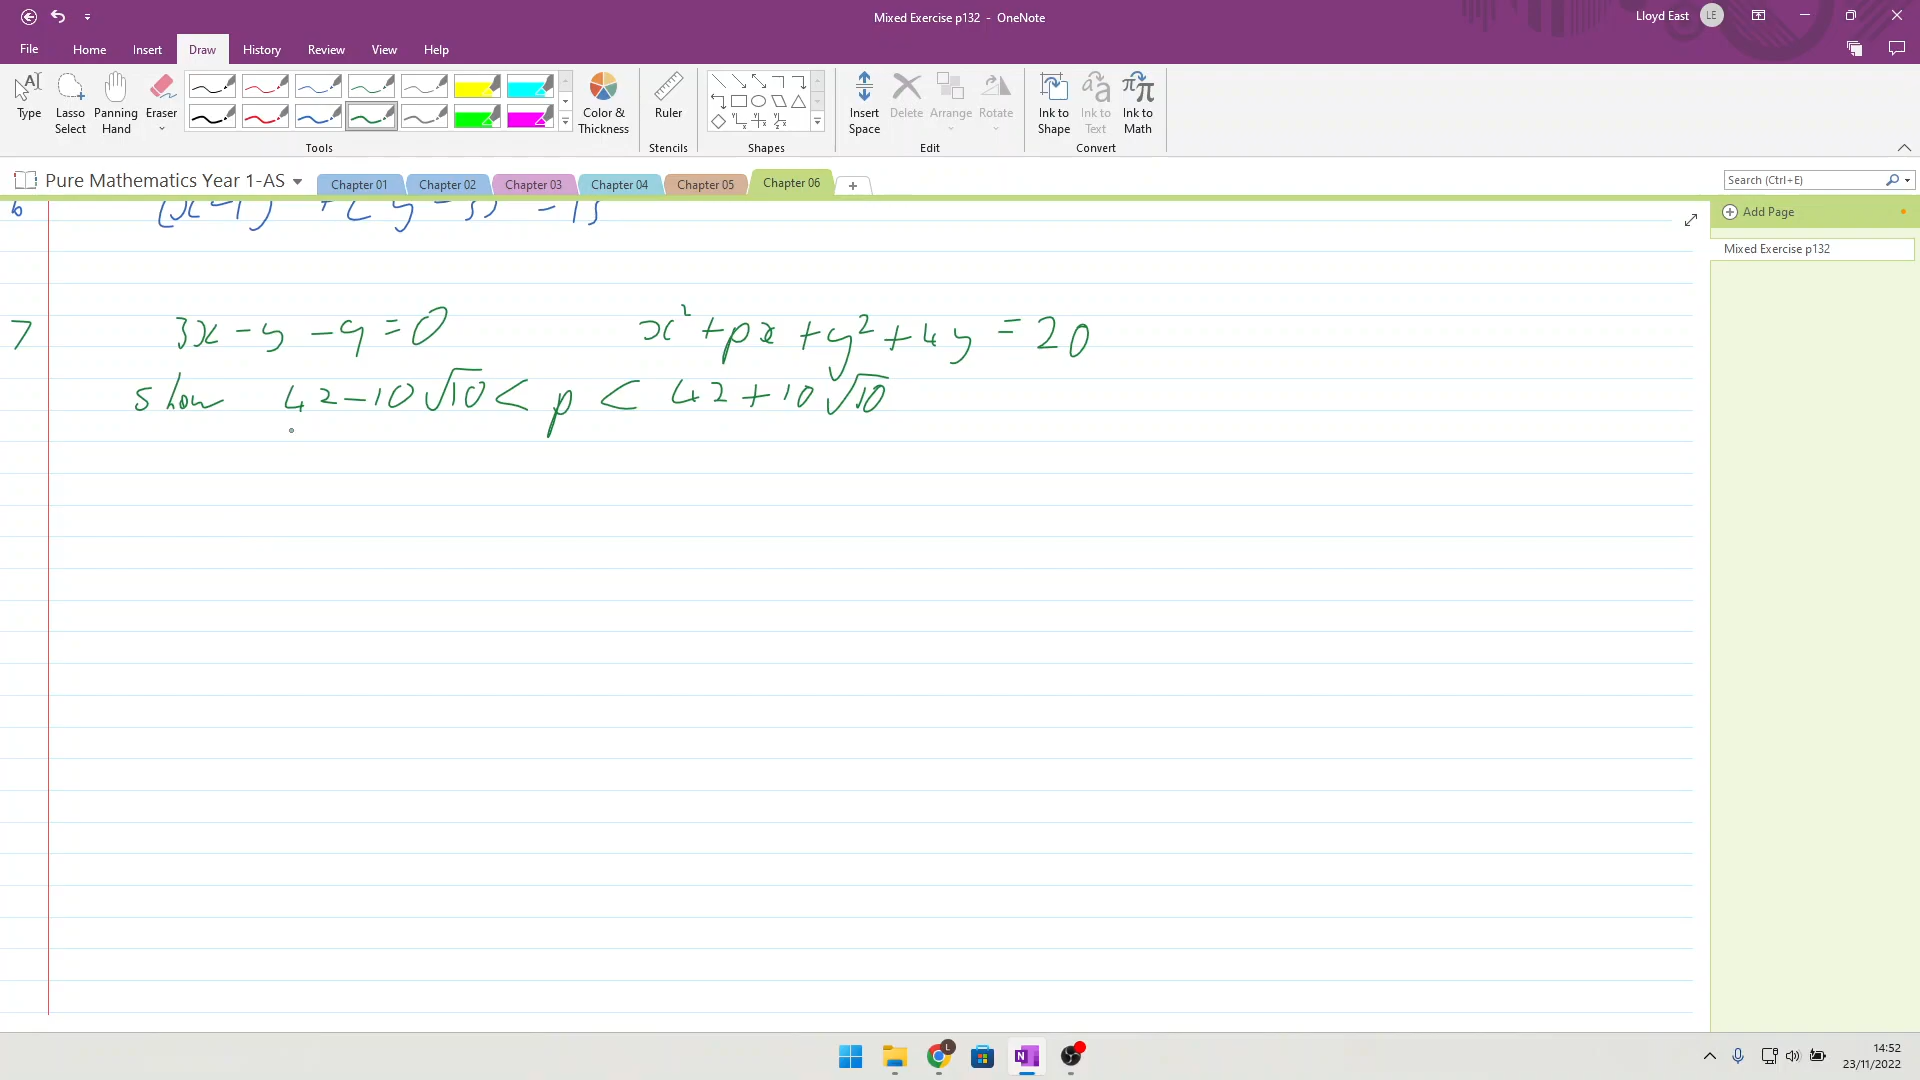 Mixed Exercise p132 - OneNote
Lloyd East LE
File Home Insert Draw History Review View Help
Type
Lasso Select
Panning Hand
Eraser
Color & Thickness
Ruler
Insert Space
Delete
Arrange
Rotate
Ink to Shape
Ink to Text
Ink to Math
Tools Stencils Shapes Edit Convert
Pure Mathematics Year 1-AS Chapter 01 Chapter 02 Chapter 03 Chapter 04 Chapter 05 Chapter 06
Search (Ctrl+E)
Add Page
Mixed Exercise p132
6
7 3x - y - 9 = 0 x² + px + y² + 4y = 20
show 42 - 10√10 < p < 42 + 10√10
14:52
23/11/2022